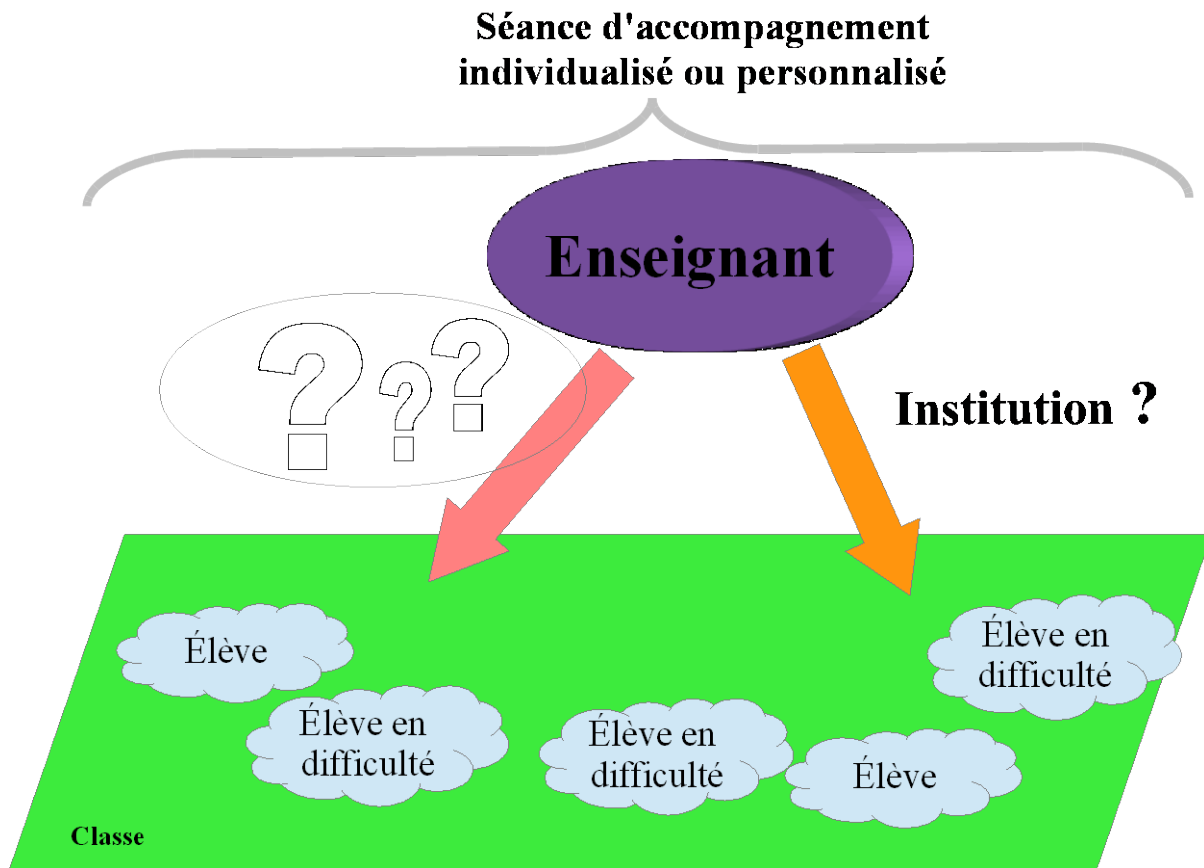 Séance d'accompagnement
individualisé ou personnalisé
Enseignant
? ? ?
Institution ?
Élève
Élève en
difficulté
Élève en
difficulté
Élève
Élève en
difficulté
Classe